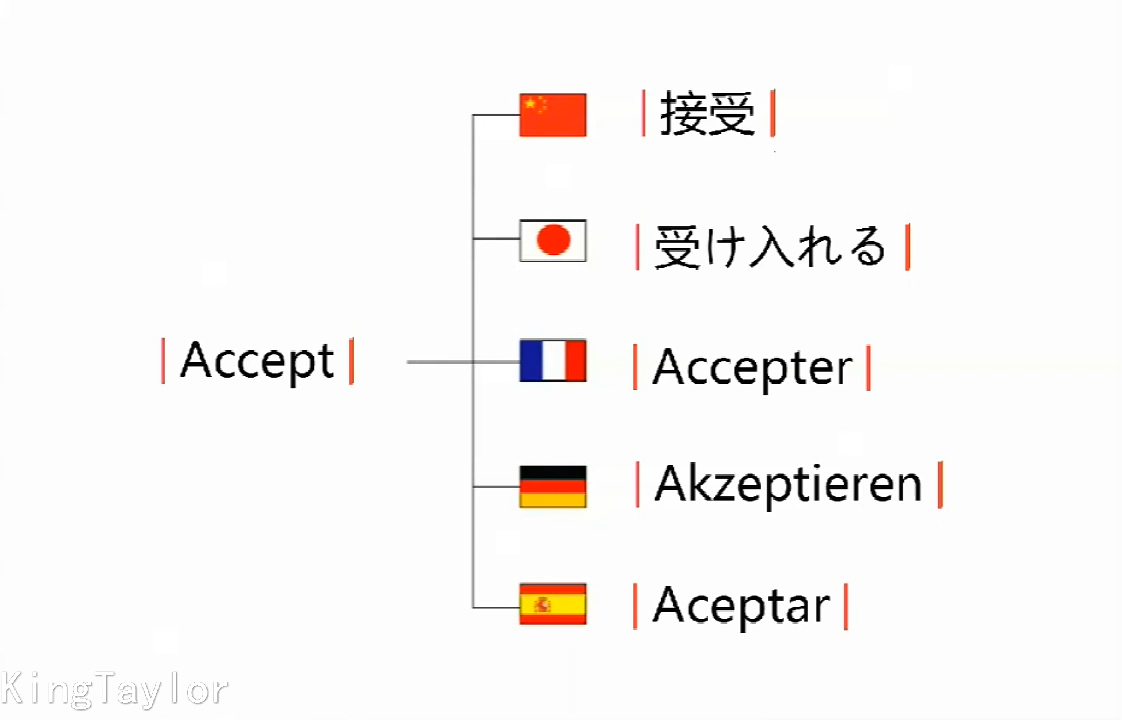 接受
受け入れる
Accept
Accepter
Akzeptieren
Aceptar
KingTaylor